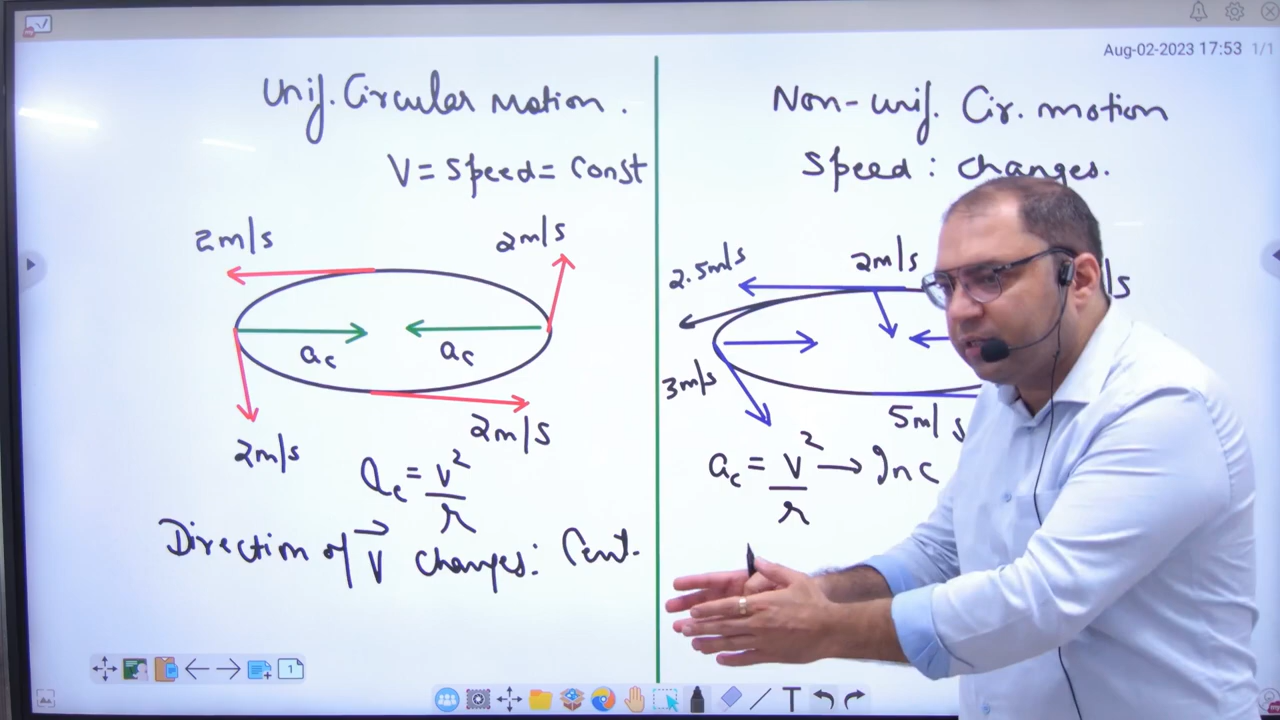 Aug-02-2023 17:53 1/1
Unif. Circular Motion.
V = Speed = Const
2m/s
2m/s
ac
ac
2m/s
2m/s
ac = v²/r
Direction of v⃗ changes: Cent.
Non-unif. Cir. motion
Speed: Changes.
2.5m/s
2m/s
3m/s
5m/s
ac = v²/r → Inc
1
T